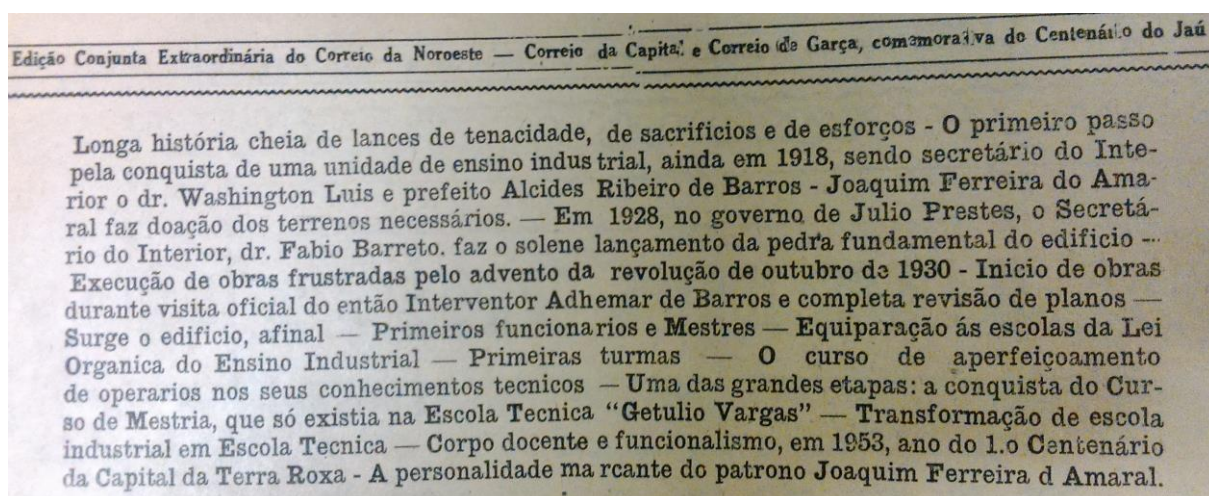 Edição Conjunta Extraordinária do Correio da Noroeste — Correio da Capital e Correio de Garça, comemorativa do Centenário do Jaú
Longa história cheia de lances de tenacidade, de sacrificios e de esforços - O primeiro passo
pela conquista de uma unidade de ensino indus trial, ainda em 1918, sendo secretário do Inte-
rior o dr. Washington Luis e prefeito Alcides Ribeiro de Barros - Joaquim Ferreira do Ama-
ral faz doação dos terrenos necessários. — Em 1928, no governo de Julio Prestes, o Secretá-
rio do Interior, dr. Fabio Barreto. faz o solene lançamento da pedra fundamental do edificio —
Execução de obras frustradas pelo advento da revolução de outubro de 1930 - Inicio de obras
durante visita oficial do então Interventor Adhemar de Barros e completa revisão de planos —
Surge o edificio, afinal — Primeiros funcionarios e Mestres — Equiparação ás escolas da Lei
Organica do Ensino Industrial — Primeiras turmas — O curso de aperfeiçoamento
de operarios nos seus conhecimentos tecnicos — Uma das grandes etapas: a conquista do Cur-
so de Mestria, que só existia na Escola Tecnica "Getulio Vargas" — Transformação de escola
industrial em Escola Tecnica — Corpo docente e funcionalismo, em 1953, ano do 1.o Centenário
da Capital da Terra Roxa - A personalidade ma rcante do patrono Joaquim Ferreira d Amaral.